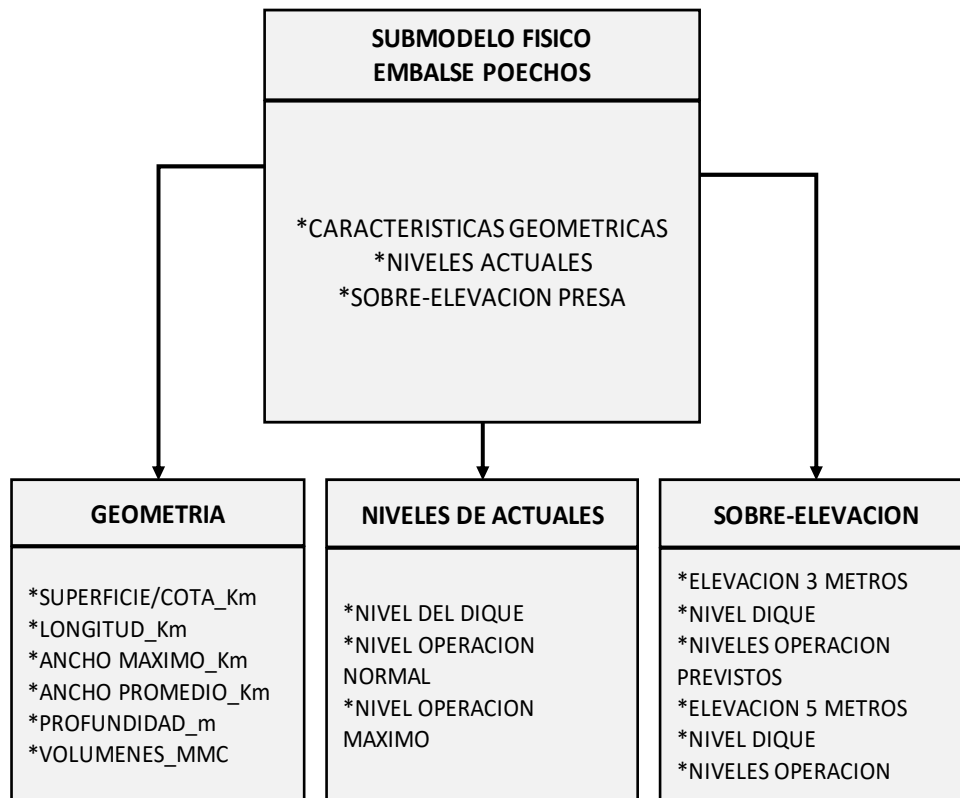 SUBMODELO FISICO
EMBALSE POECHOS
*CARACTERISTICAS GEOMETRICAS
*NIVELES ACTUALES
*SOBRE-ELEVACION PRESA
GEOMETRIA
*SUPERFICIE/COTA_Km
*LONGITUD_Km
*ANCHO MAXIMO_Km
*ANCHO PROMEDIO_Km
*PROFUNDIDAD_m
*VOLUMENES_MMC
NIVELES DE ACTUALES
*NIVEL DEL DIQUE
*NIVEL OPERACION
NORMAL
*NIVEL OPERACION
MAXIMO
SOBRE-ELEVACION
*ELEVACION 3 METROS
*NIVEL DIQUE
*NIVELES OPERACION
PREVISTOS
*ELEVACION 5 METROS
*NIVEL DIQUE
*NIVELES OPERACION